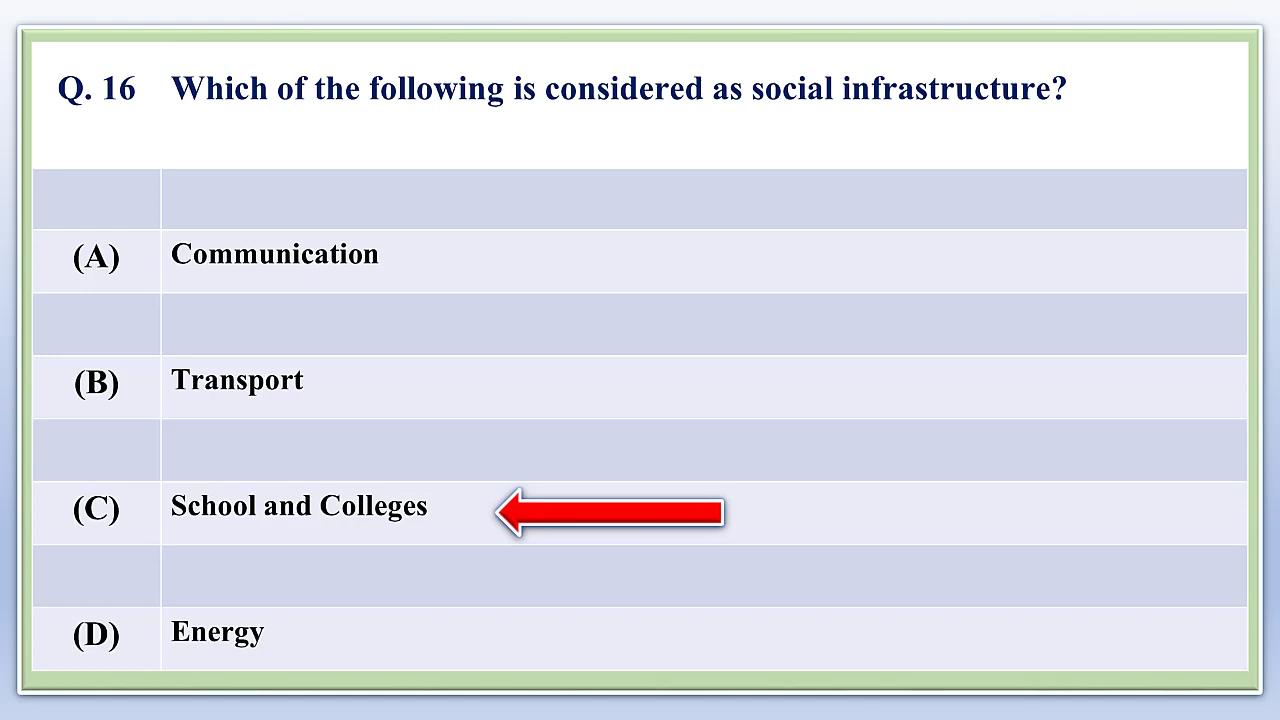 Q. 16 Which of the following is considered as social infrastructure?
(A) Communication
(B) Transport
(C) School and Colleges
(D) Energy